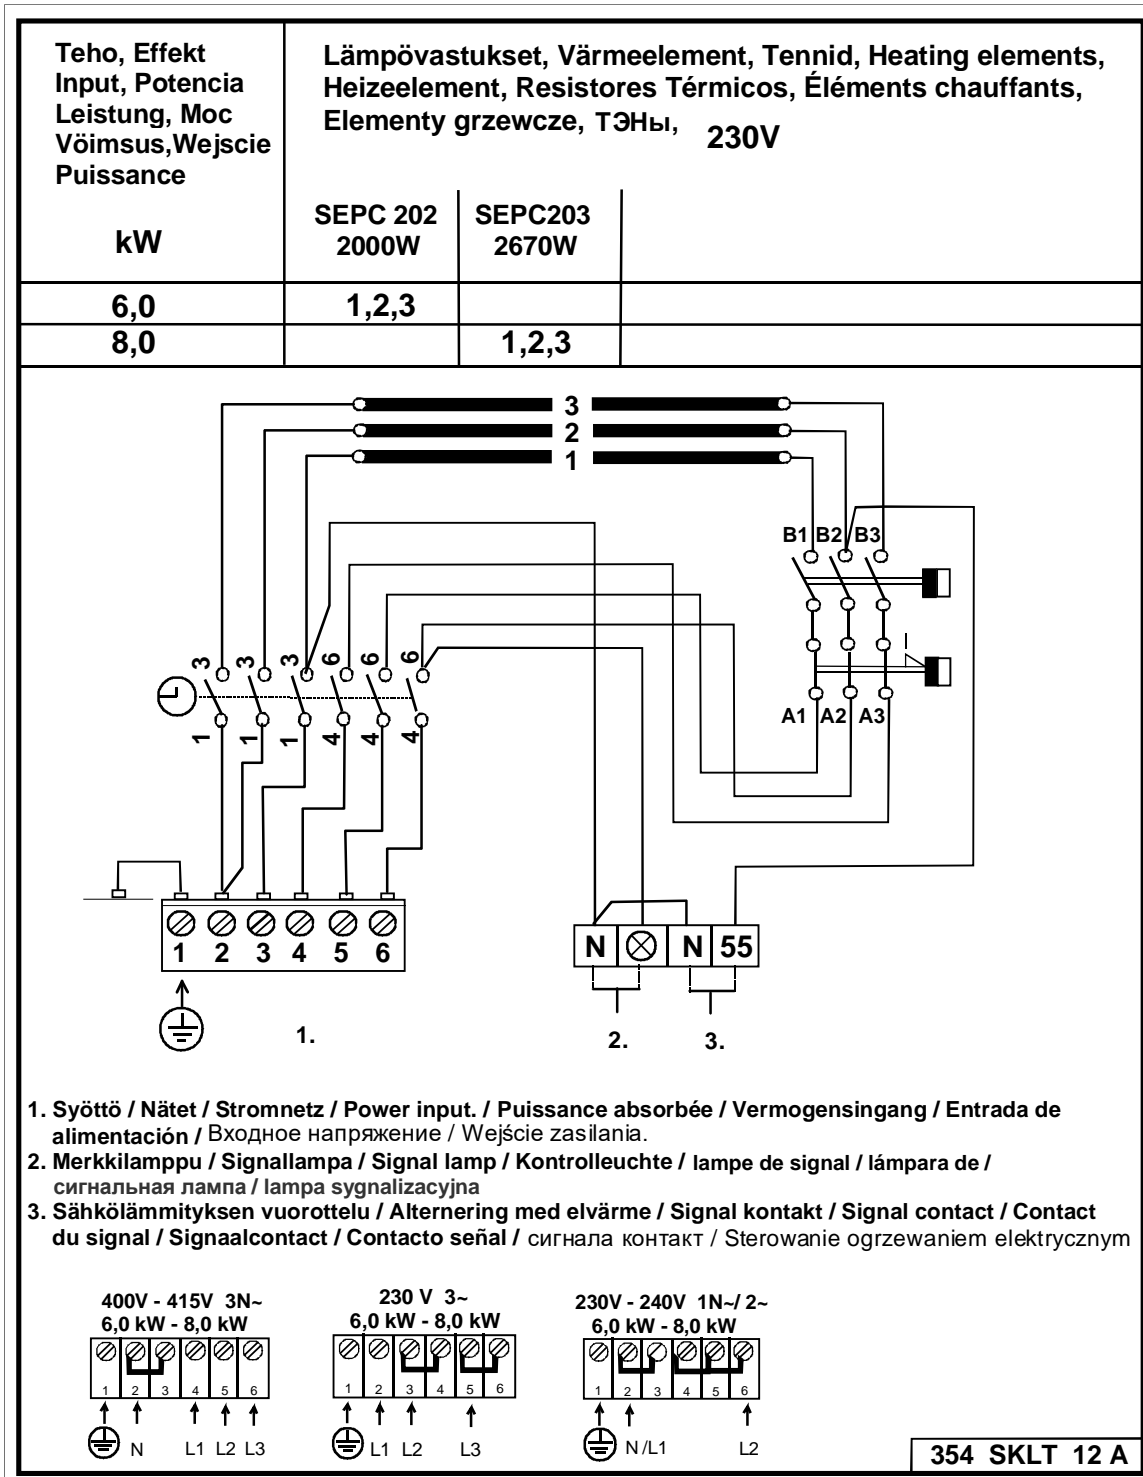 Teho, Effekt
Input, Potencia
Leistung, Moc
Vöimsus,Wejscie
Puissance
kW
Lämpövastukset, Värmeelement, Tennid, Heating elements,
Heizeelement, Resistores Térmicos, Éléments chauffants,
Elementy grzewcze, ТЭНы, 230V
SEPC 202
2000W
SEPC203
2670W
6,0 1,2,3
8,0 1,2,3
3
2
1
B1 B2 B3
3 3 3 6 6 6
1 1 1 4 4 4
A1 A2 A3
1 2 3 4 5 6
N N 55
1.
2. 3.
1. Syöttö / Nätet / Stromnetz / Power input. / Puissance absorbée / Vermogensingang / Entrada de
alimentación / Входное напряжение / Wejście zasilania.
2. Merkkilamppu / Signallampa / Signal lamp / Kontrolleuchte / lampe de signal / lámpara de /
сигнальная лампа / lampa sygnalizacyjna
3. Sähkölämmityksen vuorottelu / Alternering med elvärme / Signal kontakt / Signal contact / Contact
du signal / Signaalcontact / Contacto señal / сигнала контакт / Sterowanie ogrzewaniem elektrycznym
400V - 415V 3N~
6,0 kW - 8,0 kW
1 2 3 4 5 6
N L1 L2 L3
230 V 3~
6,0 kW - 8,0 kW
1 2 3 4 5 6
L1 L2 L3
230V - 240V 1N~/ 2~
6,0 kW - 8,0 kW
1 2 3 4 5 6
N /L1 L2
354 SKLT 12 A